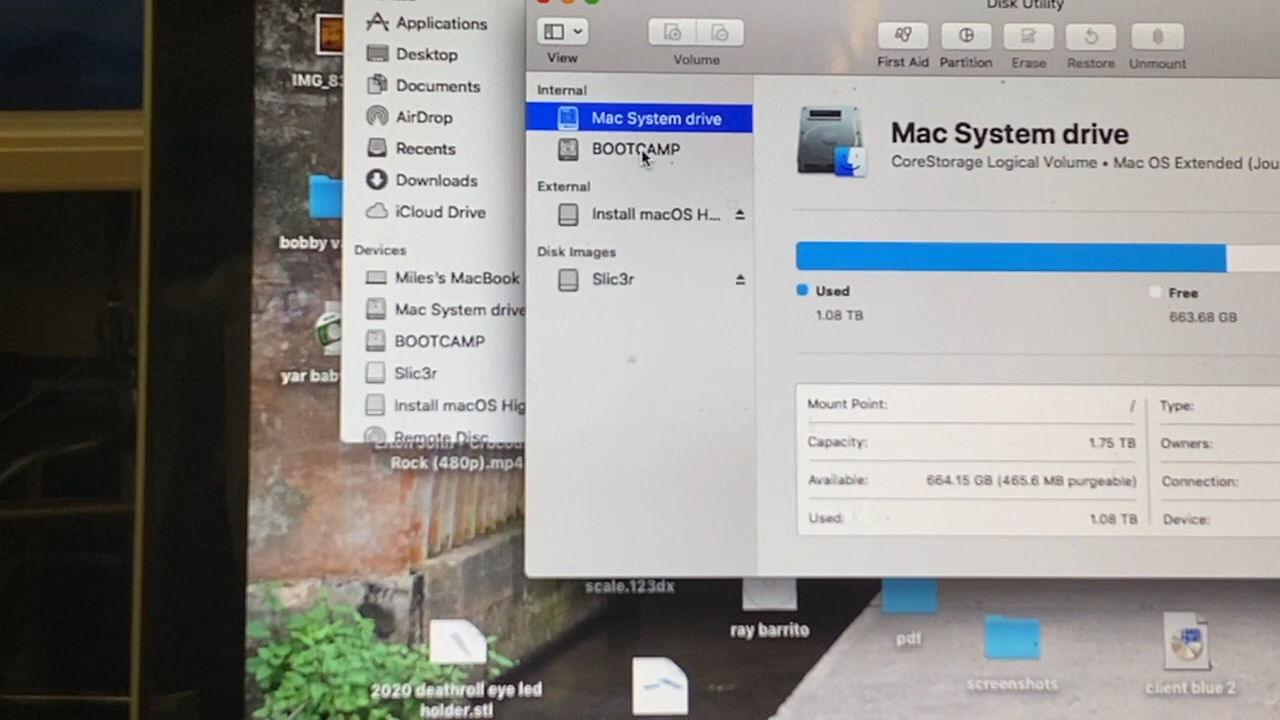 Disk Utility
View
Volume
First Aid
Partition
Erase
Restore
Unmount
Applications
Desktop
Documents
AirDrop
Recents
Downloads
iCloud Drive
Devices
Miles's MacBook
Mac System drive
BOOTCAMP
Slic3r
Install macOS Hig
Remote Disc
Internal
Mac System drive
BOOTCAMP
External
Install macOS H...
Disk Images
Slic3r
Mac System drive
CoreStorage Logical Volume • Mac OS Extended (Jou
Used
1.08 TB
Free
663.68 GB
Mount Point: /
Capacity: 1.75 TB
Available: 664.15 GB (465.6 MB purgeable)
Used: 1.08 TB
Type:
Owners:
Connection:
Device:
IMG_83
bobby v
yar bab
Rock (480p).mp4
scale.123dx
ray barrito
pdf
screenshots
client blue 2
2020 deathroll eye led
holder.stl